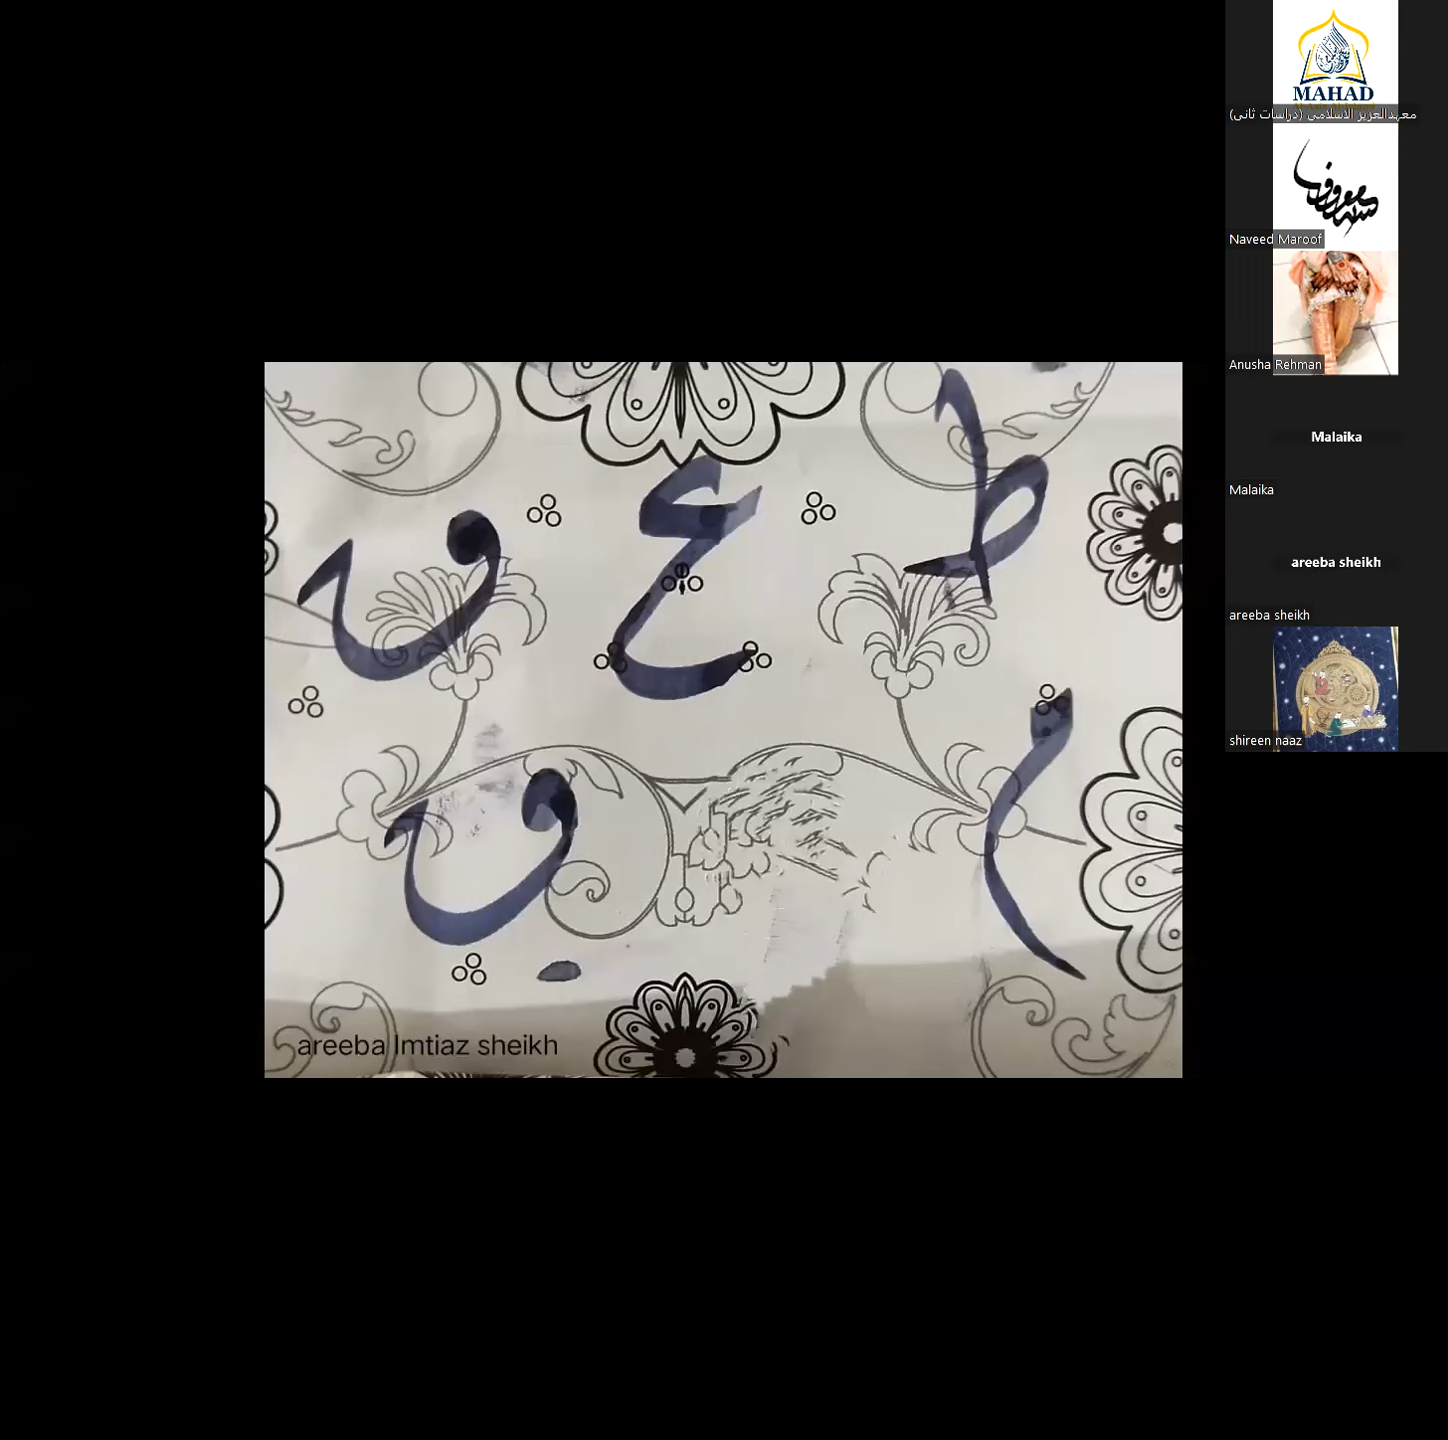 MAHAD
معہدالعزیز الاسلامی (دراسات ثانی)
Naveed Maroof
Anusha Rehman
Malaika
Malaika
areeba sheikh
areeba sheikh
shireen naaz
ط ع ق
areeba Imtiaz sheikh